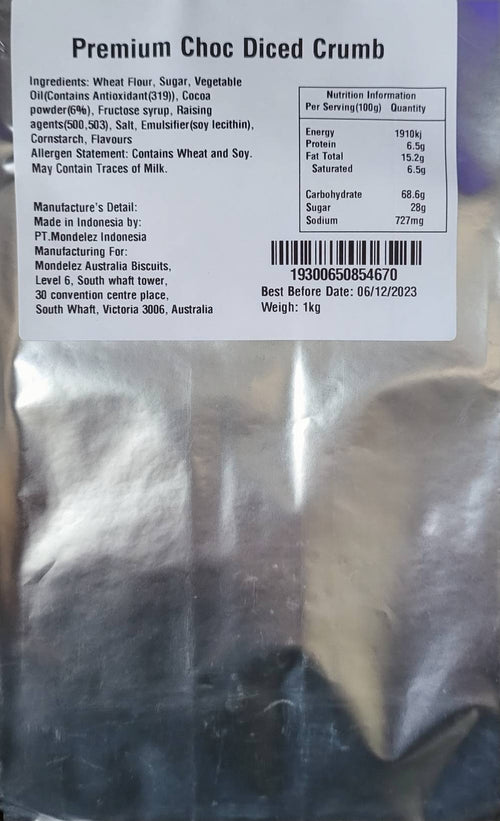 Premium Choc Diced Crumb
Ingredients: Wheat Flour, Sugar, Vegetable
Oil(Contains Antioxidant(319)), Cocoa
powder(6%), Fructose syrup, Raising
agents(500,503), Salt, Emulsifier(soy lecithin),
Cornstarch, Flavours
Allergen Statement: Contains Wheat and Soy.
May Contain Traces of Milk.
Manufacture's Detail:
Made in Indonesia by:
PT.Mondelez Indonesia
Manufacturing For:
Mondelez Australia Biscuits,
Level 6, South whaft tower,
30 convention centre place,
South Whaft, Victoria 3006, Australia
Nutrition Information
Per Serving(100g) Quantity
Energy 1910kj
Protein 6.5g
Fat Total 15.2g
Saturated 6.5g
Carbohydrate 68.6g
Sugar 28g
Sodium 727mg
19300650854670
Best Before Date: 06/12/2023
Weigh: 1kg